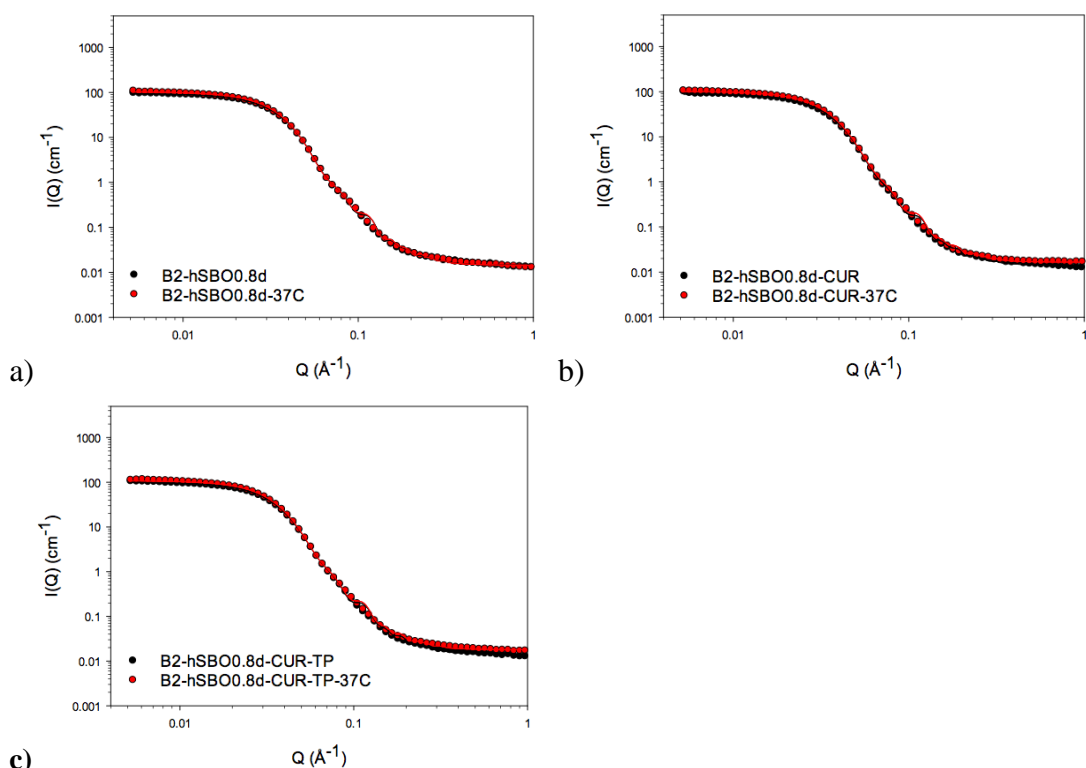 1000
100
10
1
0.1
0.01
0.001
I(Q) (cm⁻¹)
B2-hSBO0.8d
B2-hSBO0.8d-37C
0.01
0.1
1
Q (Å⁻¹)
a)
1000
100
10
1
0.1
0.01
0.001
I(Q) (cm⁻¹)
B2-hSBO0.8d-CUR
B2-hSBO0.8d-CUR-37C
0.01
0.1
1
Q (Å⁻¹)
b)
1000
100
10
1
0.1
0.01
0.001
I(Q) (cm⁻¹)
B2-hSBO0.8d-CUR-TP
B2-hSBO0.8d-CUR-TP-37C
0.01
0.1
1
Q (Å⁻¹)
c)